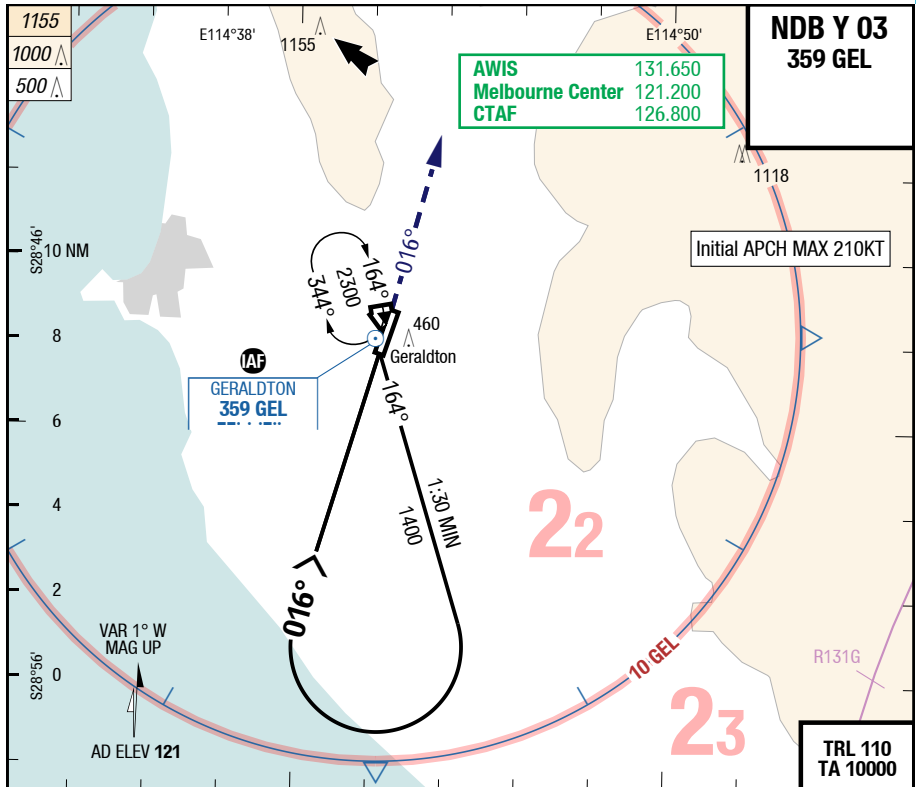 1155
1000
500
E114°38'
1155
E114°50'
NDB Y 03
359 GEL
AWIS 131.650
Melbourne Center 121.200
CTAF 126.800
1118
Initial APCH MAX 210KT
S28°46'
10 NM
8
6
4
2
0
S28°56'
016°
164°
2300
344°
460
Geraldton
IAF
GERALDTON
359 GEL
164°
1:30 MIN
1400
016°
22
23
10 GEL
R131G
VAR 1° W
MAG UP
AD ELEV 121
TRL 110
TA 10000